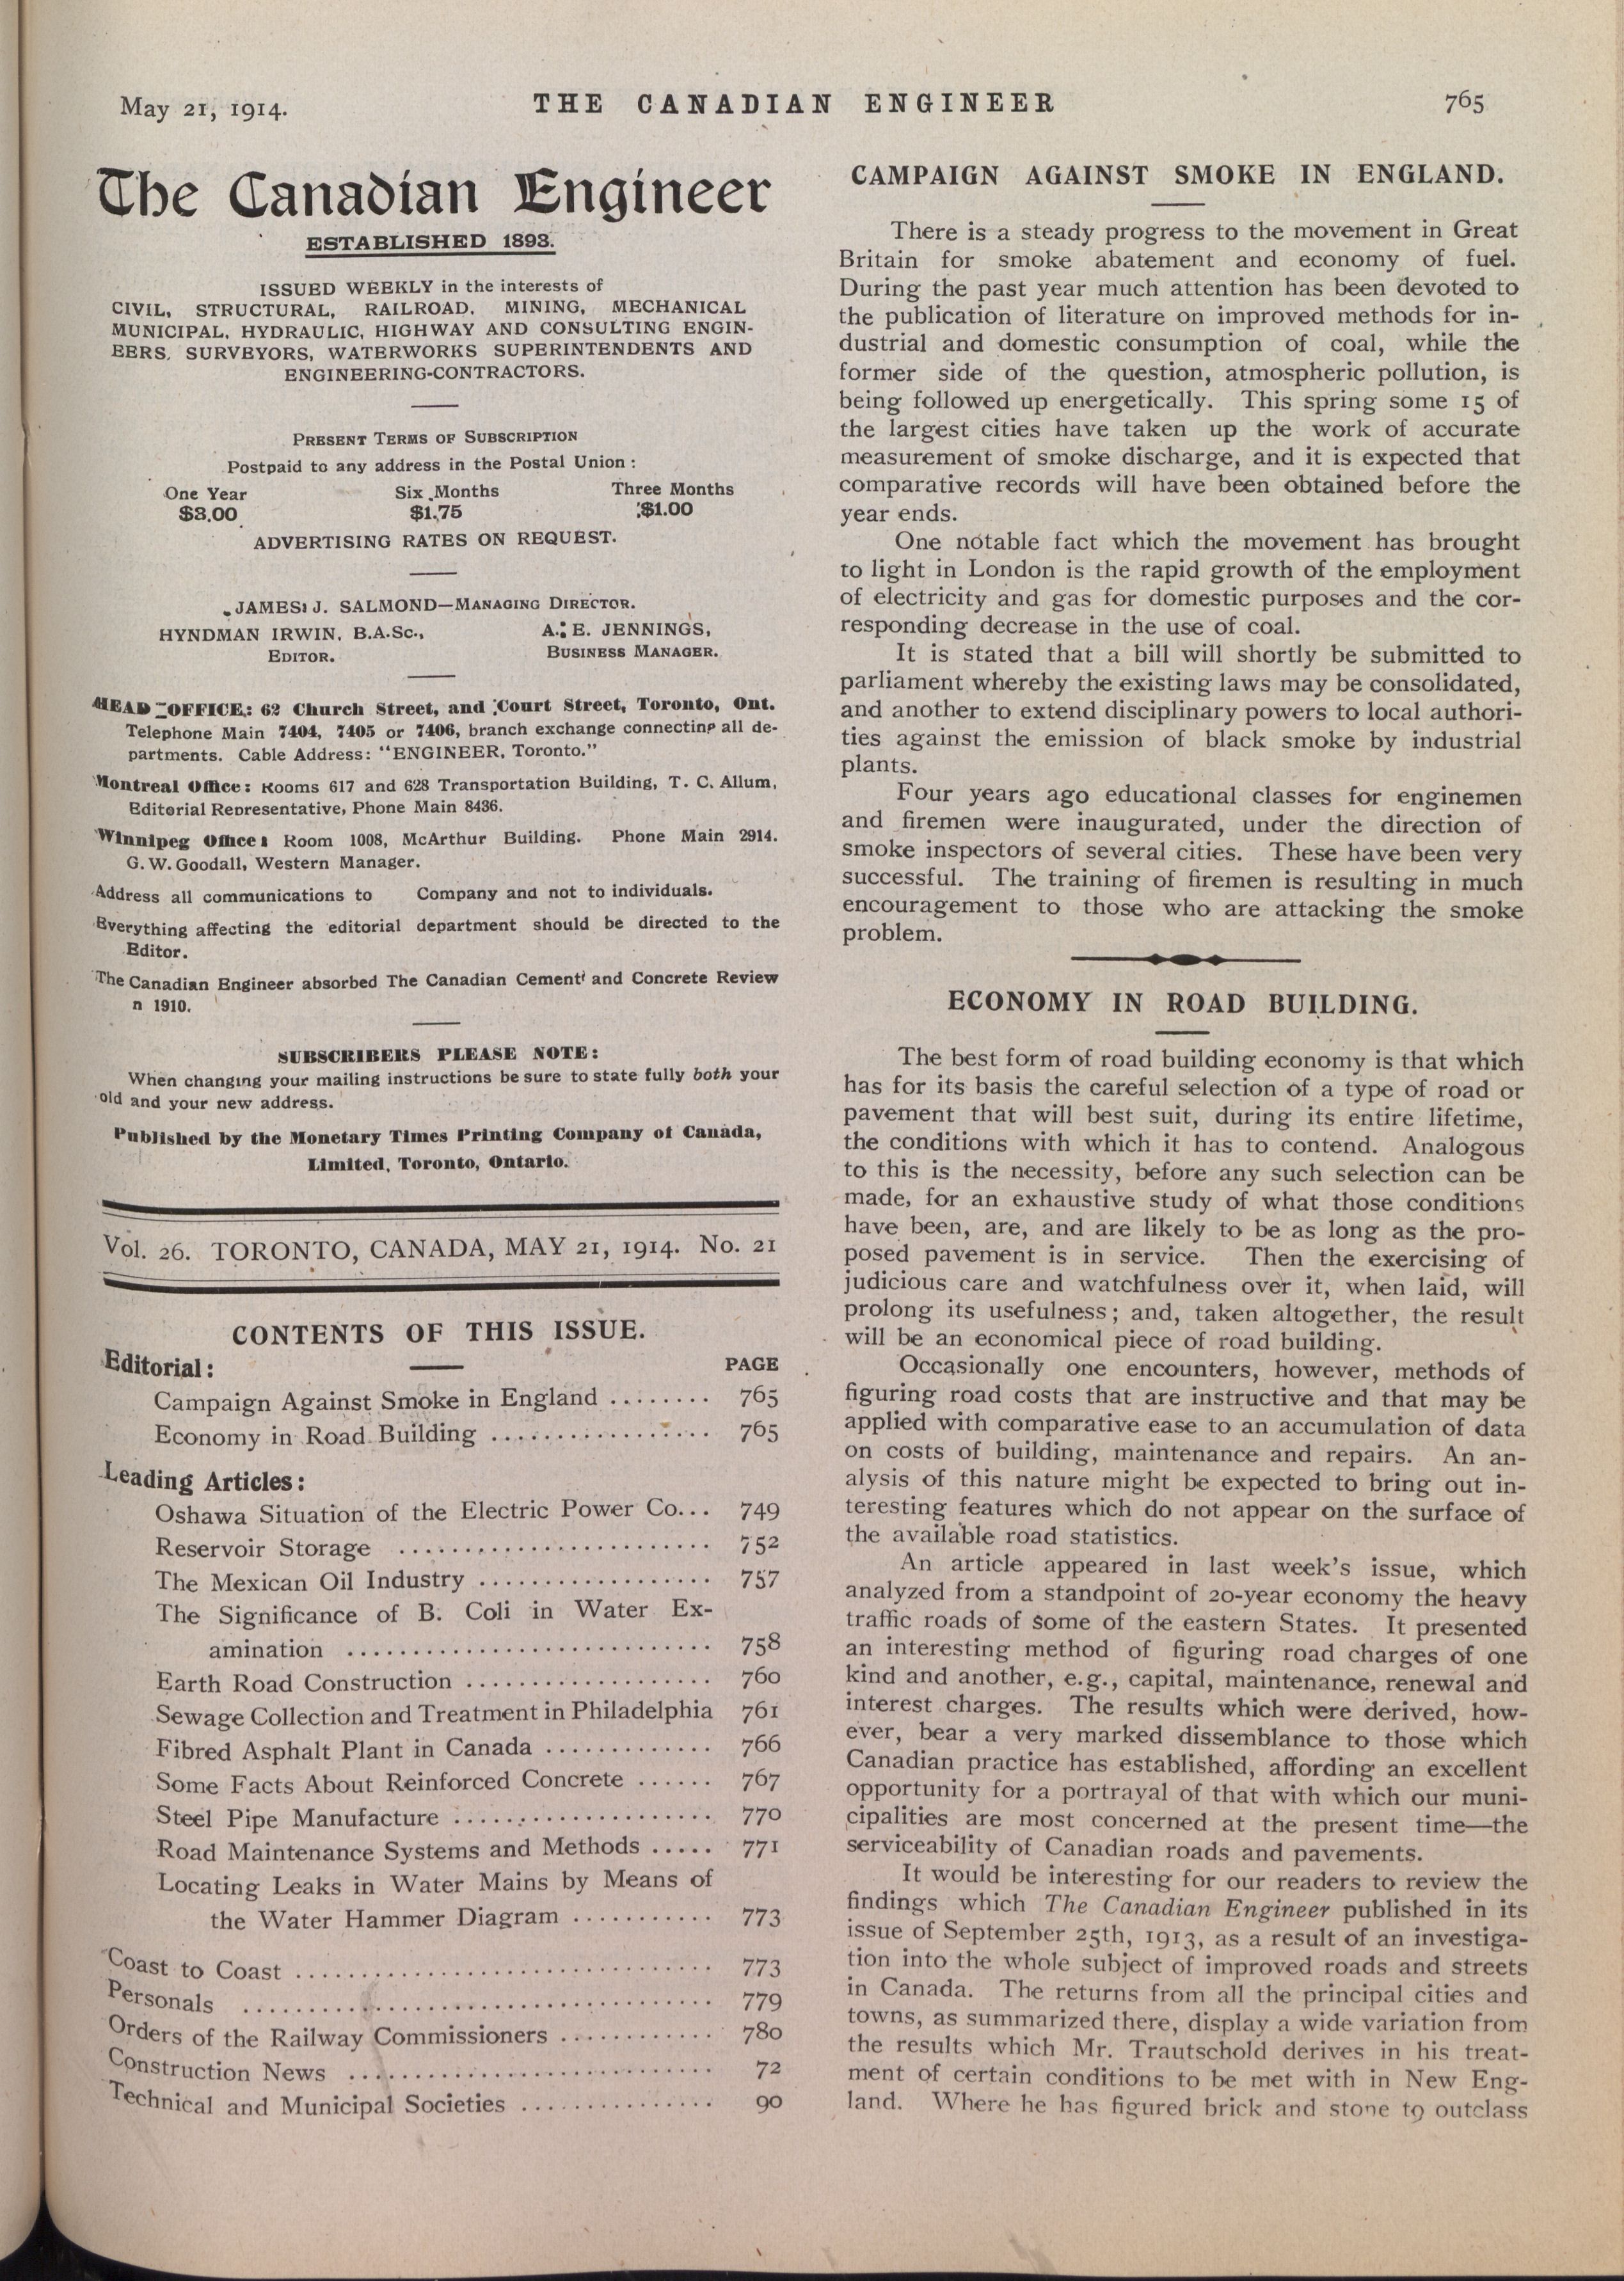 May 21, 1914.
THE CANADIAN ENGINEER
765
The Canadian Engineer
ESTABLISHED 1893.
ISSUED WEEKLY in the interests of
CIVIL, STRUCTURAL, RAILROAD, MINING, MECHANICAL
MUNICIPAL, HYDRAULIC, HIGHWAY AND CONSULTING ENGIN-
EERS, SURVEYORS, WATERWORKS SUPERINTENDENTS AND
ENGINEERING-CONTRACTORS.
PRESENT TERMS OF SUBSCRIPTION
Postpaid to any address in the Postal Union:
One Year Six Months Three Months
$3.00 $1.75 $1.00
ADVERTISING RATES ON REQUEST.
JAMES J. SALMOND—MANAGING DIRECTOR.
HYNDMAN IRWIN, B.A.Sc., A. E. JENNINGS,
EDITOR. BUSINESS MANAGER.
HEAD OFFICE: 62 Church Street, and Court Street, Toronto, Ont.
Telephone Main 7404, 7405 or 7406, branch exchange connecting all de-
partments. Cable Address: "ENGINEER, Toronto."
Montreal Office: Rooms 617 and 628 Transportation Building, T. C. Allum,
Editorial Representative, Phone Main 8436.
Winnipeg Office: Room 1008, McArthur Building. Phone Main 2914.
G. W. Goodall, Western Manager.
Address all communications to Company and not to individuals.
Everything affecting the editorial department should be directed to the
Editor.
The Canadian Engineer absorbed The Canadian Cement and Concrete Review
n 1910.
SUBSCRIBERS PLEASE NOTE:
When changing your mailing instructions be sure to state fully both your
old and your new address.
Published by the Monetary Times Printing Company of Canada,
Limited, Toronto, Ontario.
Vol. 26. TORONTO, CANADA, MAY 21, 1914. No. 21
CONTENTS OF THIS ISSUE.
Editorial: PAGE
Campaign Against Smoke in England ........ 765
Economy in Road Building ................. 765
Leading Articles:
Oshawa Situation of the Electric Power Co... 749
Reservoir Storage ........................ 752
The Mexican Oil Industry .................. 757
The Significance of B. Coli in Water Ex-
amination ............................ 758
Earth Road Construction ................... 760
Sewage Collection and Treatment in Philadelphia 761
Fibred Asphalt Plant in Canada ............. 766
Some Facts About Reinforced Concrete ...... 767
Steel Pipe Manufacture .................... 770
Road Maintenance Systems and Methods ..... 771
Locating Leaks in Water Mains by Means of
the Water Hammer Diagram ........... 773
Coast to Coast ................................ 773
Personals .................................... 779
Orders of the Railway Commissioners ............ 780
Construction News ............................ 72
Technical and Municipal Societies ............... 90
CAMPAIGN AGAINST SMOKE IN ENGLAND.
There is a steady progress to the movement in Great
Britain for smoke abatement and economy of fuel.
During the past year much attention has been devoted to
the publication of literature on improved methods for in-
dustrial and domestic consumption of coal, while the
former side of the question, atmospheric pollution, is
being followed up energetically. This spring some 15 of
the largest cities have taken up the work of accurate
measurement of smoke discharge, and it is expected that
comparative records will have been obtained before the
year ends.
One notable fact which the movement has brought
to light in London is the rapid growth of the employment
of electricity and gas for domestic purposes and the cor-
responding decrease in the use of coal.
It is stated that a bill will shortly be submitted to
parliament whereby the existing laws may be consolidated,
and another to extend disciplinary powers to local authori-
ties against the emission of black smoke by industrial
plants.
Four years ago educational classes for enginemen
and firemen were inaugurated, under the direction of
smoke inspectors of several cities. These have been very
successful. The training of firemen is resulting in much
encouragement to those who are attacking the smoke
problem.
ECONOMY IN ROAD BUILDING.
The best form of road building economy is that which
has for its basis the careful selection of a type of road or
pavement that will best suit, during its entire lifetime,
the conditions with which it has to contend. Analogous
to this is the necessity, before any such selection can be
made, for an exhaustive study of what those conditions
have been, are, and are likely to be as long as the pro-
posed pavement is in service. Then the exercising of
judicious care and watchfulness over it, when laid, will
prolong its usefulness; and, taken altogether, the result
will be an economical piece of road building.
Occasionally one encounters, however, methods of
figuring road costs that are instructive and that may be
applied with comparative ease to an accumulation of data
on costs of building, maintenance and repairs. An an-
alysis of this nature might be expected to bring out in-
teresting features which do not appear on the surface of
the available road statistics.
An article appeared in last week's issue, which
analyzed from a standpoint of 20-year economy the heavy
traffic roads of some of the eastern States. It presented
an interesting method of figuring road charges of one
kind and another, e.g., capital, maintenance, renewal and
interest charges. The results which were derived, how-
ever, bear a very marked dissemblance to those which
Canadian practice has established, affording an excellent
opportunity for a portrayal of that with which our muni-
cipalities are most concerned at the present time—the
serviceability of Canadian roads and pavements.
It would be interesting for our readers to review the
findings which The Canadian Engineer published in its
issue of September 25th, 1913, as a result of an investiga-
tion into the whole subject of improved roads and streets
in Canada. The returns from all the principal cities and
towns, as summarized there, display a wide variation from
the results which Mr. Trautschold derives in his treat-
ment of certain conditions to be met with in New Eng-
land. Where he has figured brick and stone to outclass